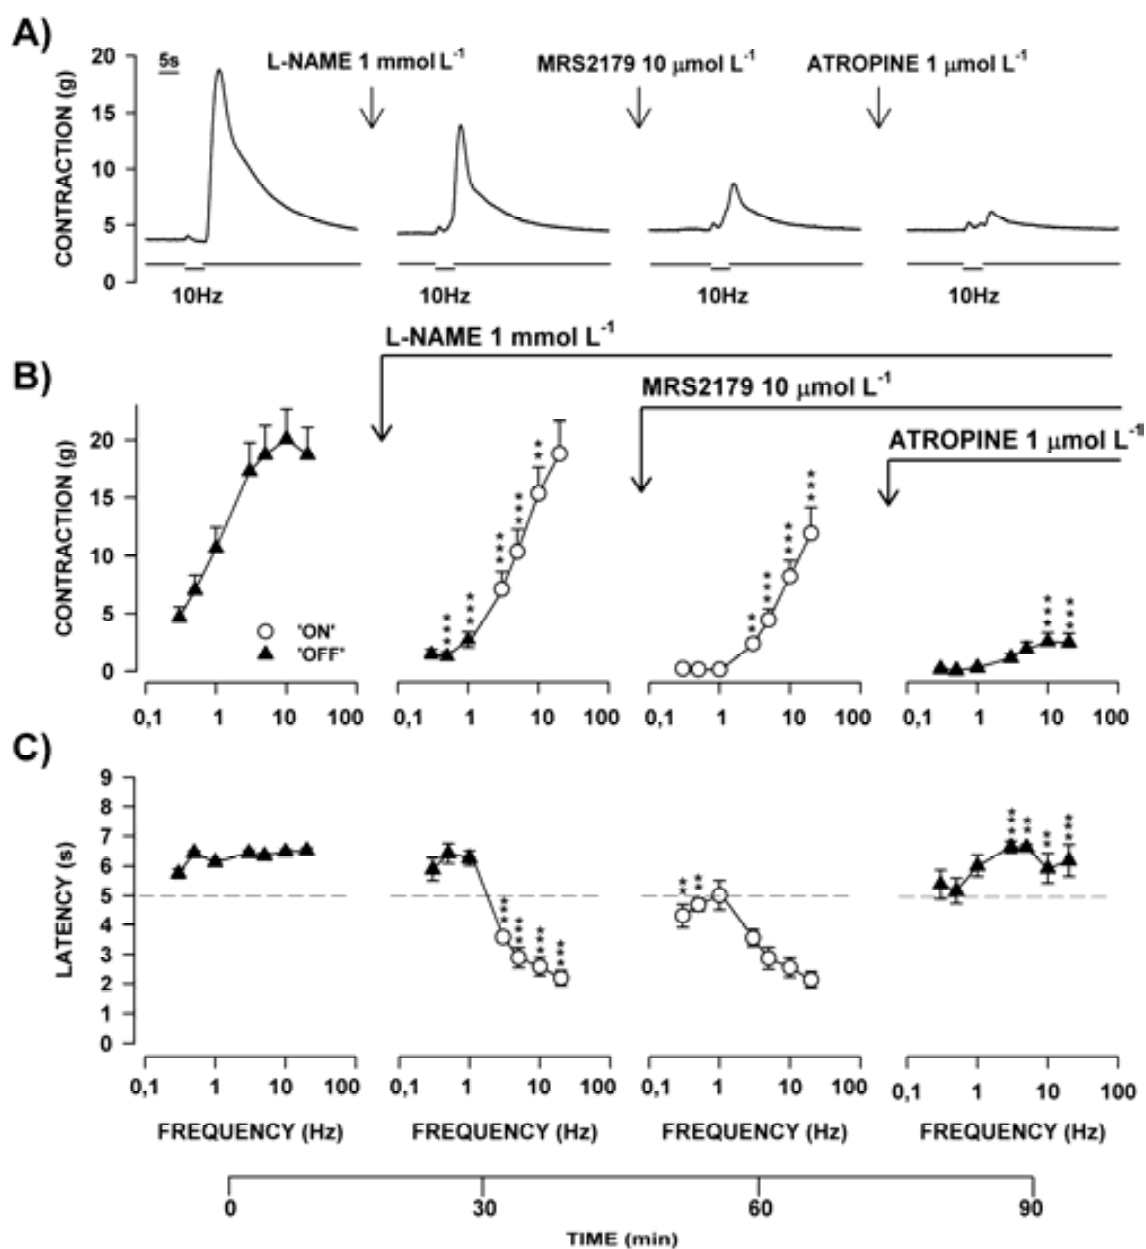 A)
5s
L-NAME 1 mmol L-1
MRS2179 10 μmol L-1
ATROPINE 1 μmol L-1
CONTRACTION (g)
20
15
10
5
0
10Hz 10Hz 10Hz 10Hz
B)
L-NAME 1 mmol L-1
MRS2179 10 μmol L-1
ATROPINE 1 μmol L-1
CONTRACTION (g)
20
15
10
5
0
'ON'
'OFF'
*** *** *** *** *** **
** *** *** ***
*** ***
0,1 1 10 100 0,1 1 10 100 0,1 1 10 100 0,1 1 10 100
C)
LATENCY (s)
9
8
7
6
5
4
3
2
1
0
*** *** *** ***
** **
*** ** ** ***
0,1 1 10 100 0,1 1 10 100 0,1 1 10 100 0,1 1 10 100
FREQUENCY (Hz) FREQUENCY (Hz) FREQUENCY (Hz) FREQUENCY (Hz)
0 30 60 90
TIME (min)